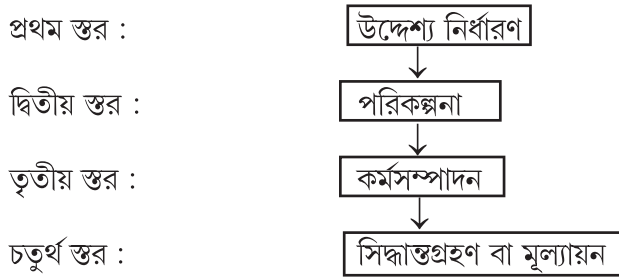 প্রথম স্তর : উদ্দেশ্য নির্ধারণ
দ্বিতীয় স্তর : পরিকল্পনা
তৃতীয় স্তর : কর্মসম্পাদন
চতুর্থ স্তর : সিদ্ধান্তগ্রহণ বা মূল্যায়ন